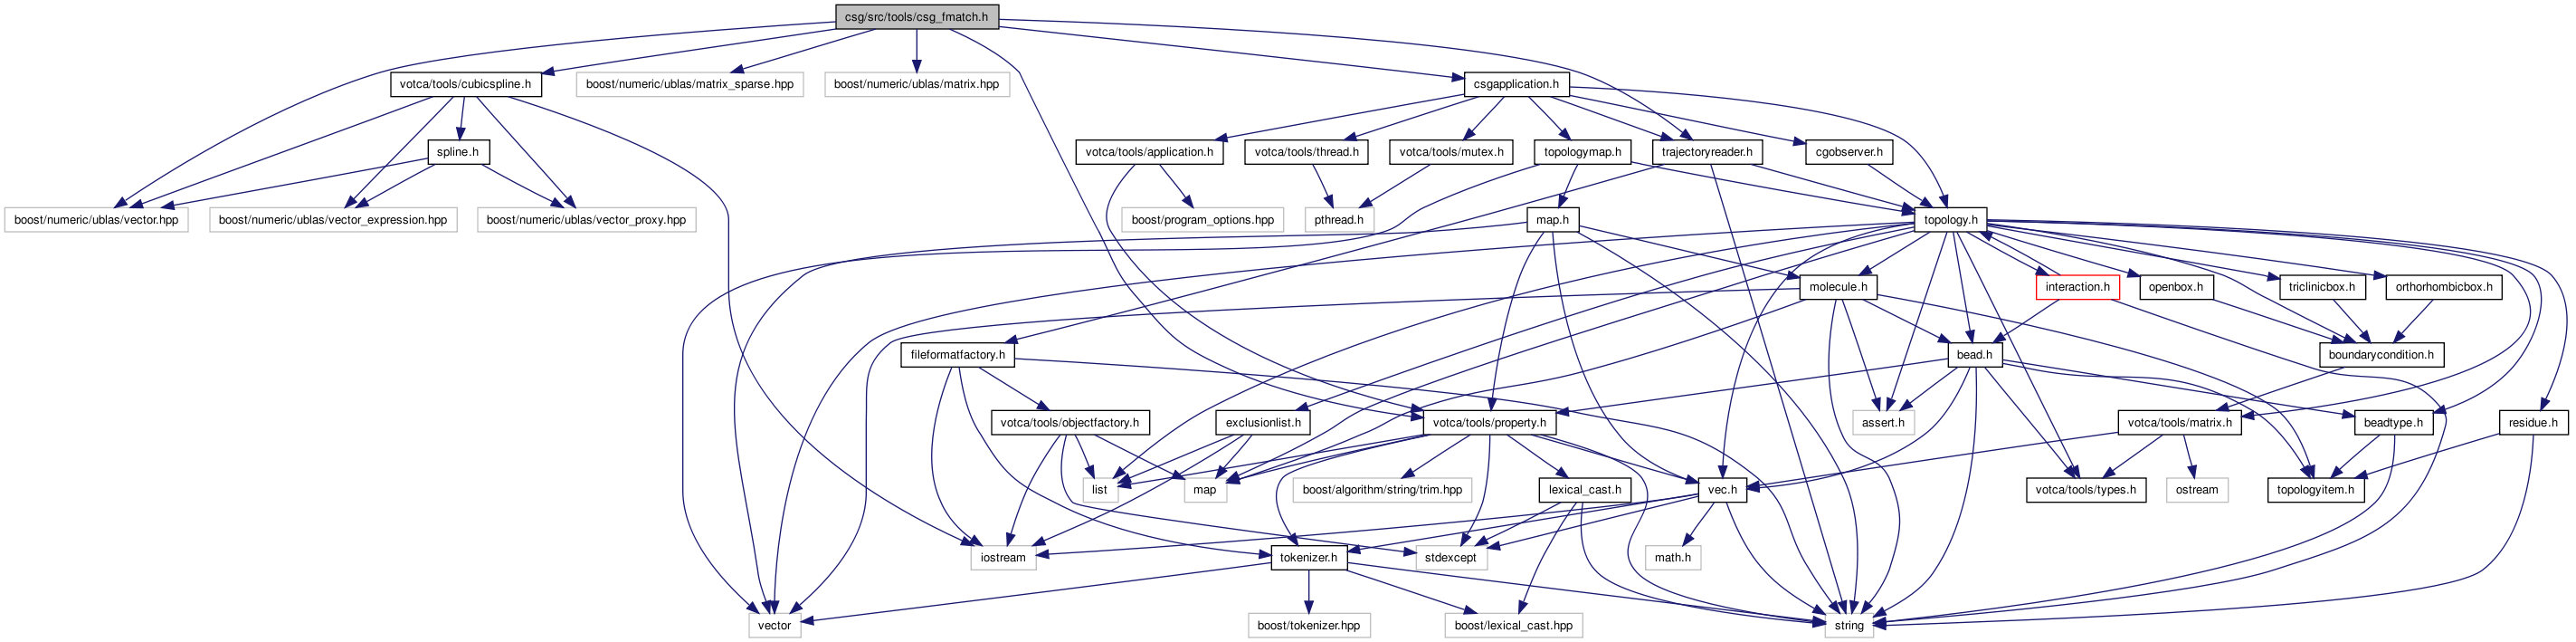 csg/src/tools/csg_fmatch.h
votca/tools/cubicspline.h
boost/numeric/ublas/matrix_sparse.hpp
boost/numeric/ublas/matrix.hpp
csgapplication.h
spline.h
votca/tools/application.h
votca/tools/thread.h
votca/tools/mutex.h
topologymap.h
trajectoryreader.h
cgobserver.h
boost/numeric/ublas/vector.hpp
boost/numeric/ublas/vector_expression.hpp
boost/numeric/ublas/vector_proxy.hpp
boost/program_options.hpp
pthread.h
map.h
topology.h
molecule.h
interaction.h
openbox.h
triclinicbox.h
orthorhombicbox.h
fileformatfactory.h
bead.h
boundarycondition.h
votca/tools/objectfactory.h
exclusionlist.h
votca/tools/property.h
assert.h
votca/tools/matrix.h
beadtype.h
residue.h
list
map
boost/algorithm/string/trim.hpp
lexical_cast.h
vec.h
votca/tools/types.h
ostream
topologyitem.h
iostream
tokenizer.h
stdexcept
math.h
vector
boost/tokenizer.hpp
boost/lexical_cast.hpp
string